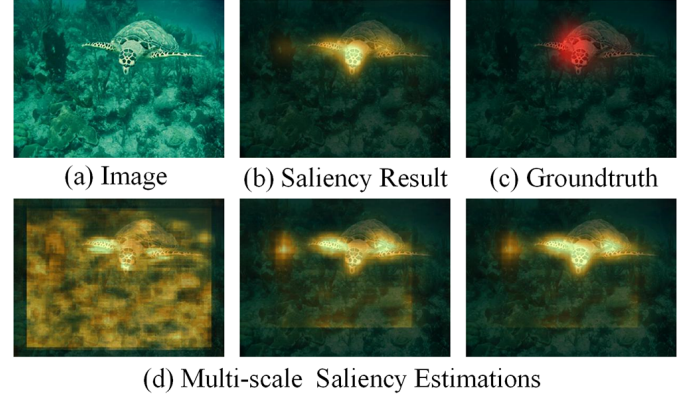 (a) Image
(b) Saliency Result
(c) Groundtruth
(d) Multi-scale Saliency Estimations